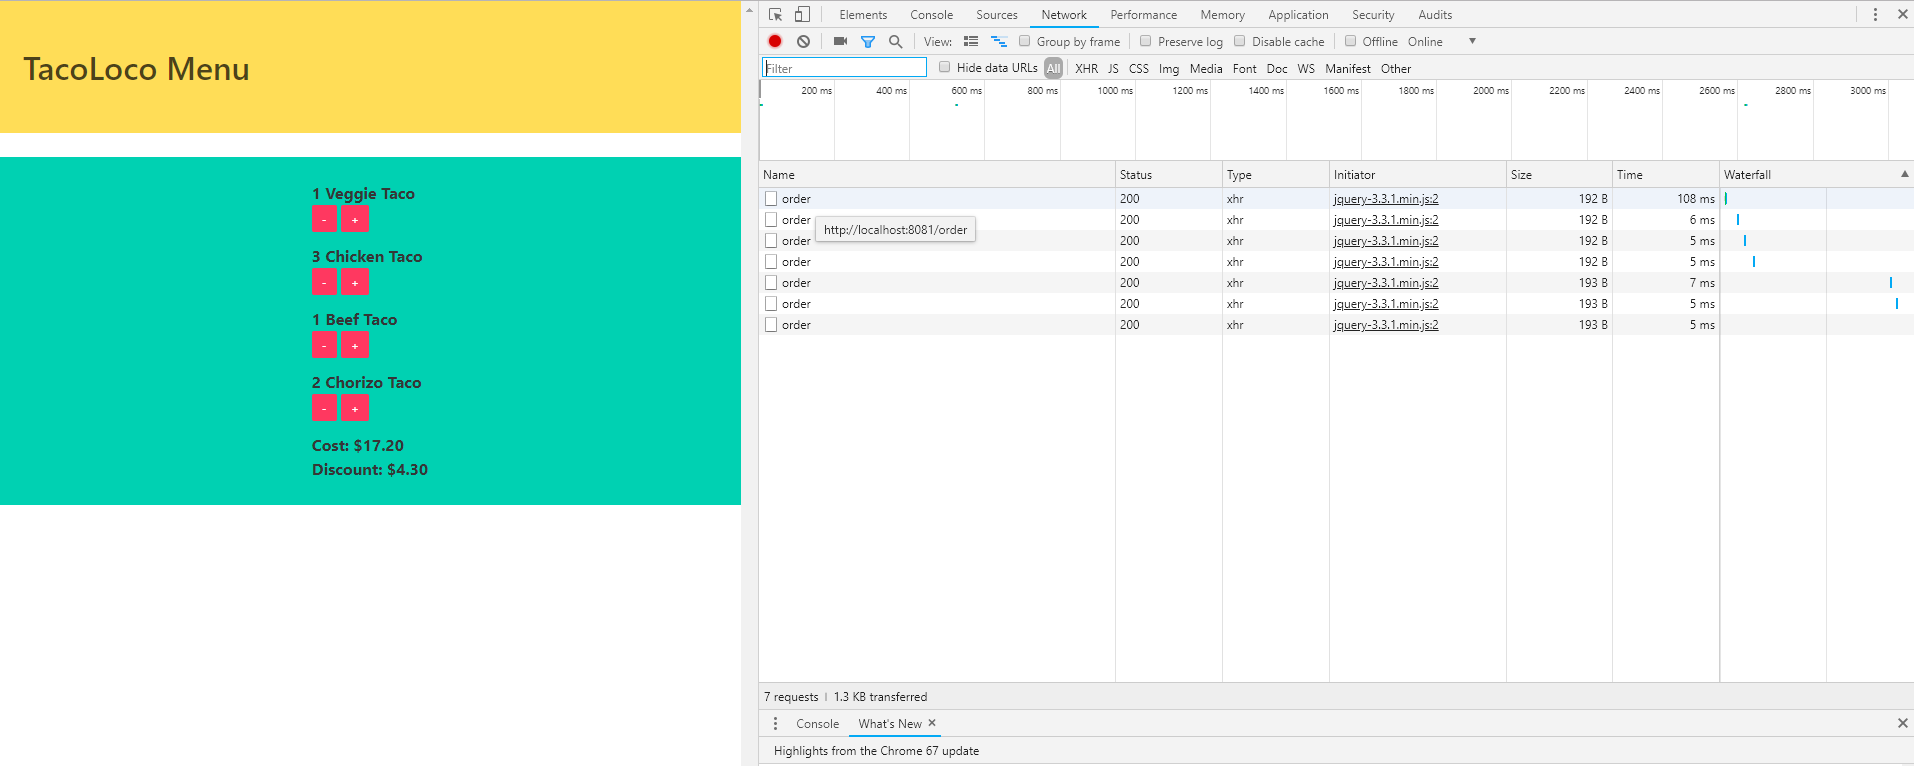 TacoLoco Menu
1 Veggie Taco
- +
3 Chicken Taco
- +
1 Beef Taco
- +
2 Chorizo Taco
- +
Cost: $17.20
Discount: $4.30
Elements Console Sources Network Performance Memory Application Security Audits
View: Group by frame Preserve log Disable cache Offline Online
Filter Hide data URLs All XHR JS CSS Img Media Font Doc WS Manifest Other
200 ms 400 ms 600 ms 800 ms 1000 ms 1200 ms 1400 ms 1600 ms 1800 ms 2000 ms 2200 ms 2400 ms 2600 ms 2800 ms 3000 ms
Name Status Type Initiator Size Time Waterfall
order 200 xhr jquery-3.3.1.min.js:2 192 B 108 ms
order 200 xhr jquery-3.3.1.min.js:2 192 B 6 ms
http://localhost:8081/order
order 200 xhr jquery-3.3.1.min.js:2 192 B 5 ms
order 200 xhr jquery-3.3.1.min.js:2 192 B 5 ms
order 200 xhr jquery-3.3.1.min.js:2 193 B 7 ms
order 200 xhr jquery-3.3.1.min.js:2 193 B 5 ms
order 200 xhr jquery-3.3.1.min.js:2 193 B 5 ms
7 requests | 1.3 KB transferred
Console What's New ×
Highlights from the Chrome 67 update